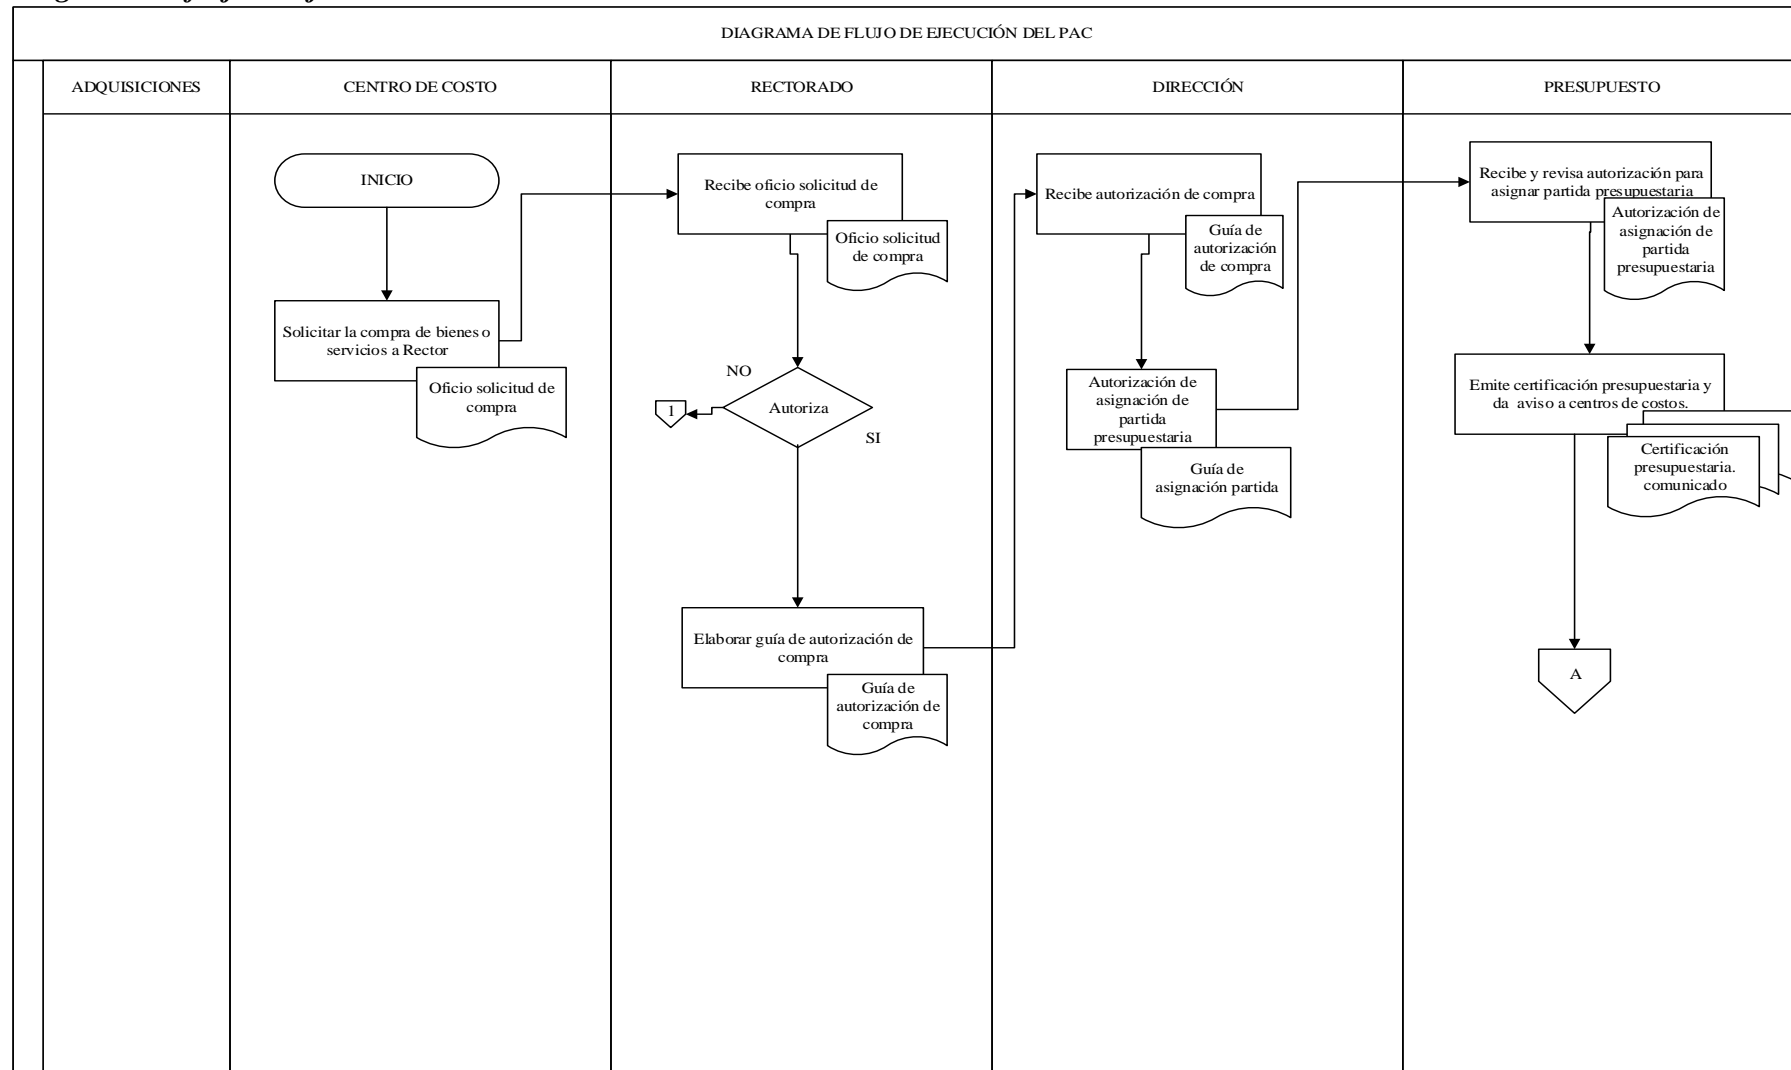 DIAGRAMA DE FLUJO DE EJECUCIÓN DEL PAC
ADQUISICIONES
CENTRO DE COSTO
RECTORADO
DIRECCIÓN
PRESUPUESTO
INICIO
Solicitar la compra de bienes o
servicios a Rector
Oficio solicitud de
compra
Recibe oficio solicitud de
compra
Oficio solicitud
de compra
NO
1
Autoriza
SI
Elaborar guía de autorización de
compra
Guía de
autorización de
compra
Recibe autorización de compra
Guía de
autorización
de compra
Autorización de
asignación de
partida
presupuestaria
Guía de
asignación partida
Recibe y revisa autorización para
asignar partida presupuestaria
Autorización de
asignación de
partida
presupuestaria
Emite certificación presupuestaria y
da aviso a centros de costos.
Certificación
presupuestaria.
comunicado
A